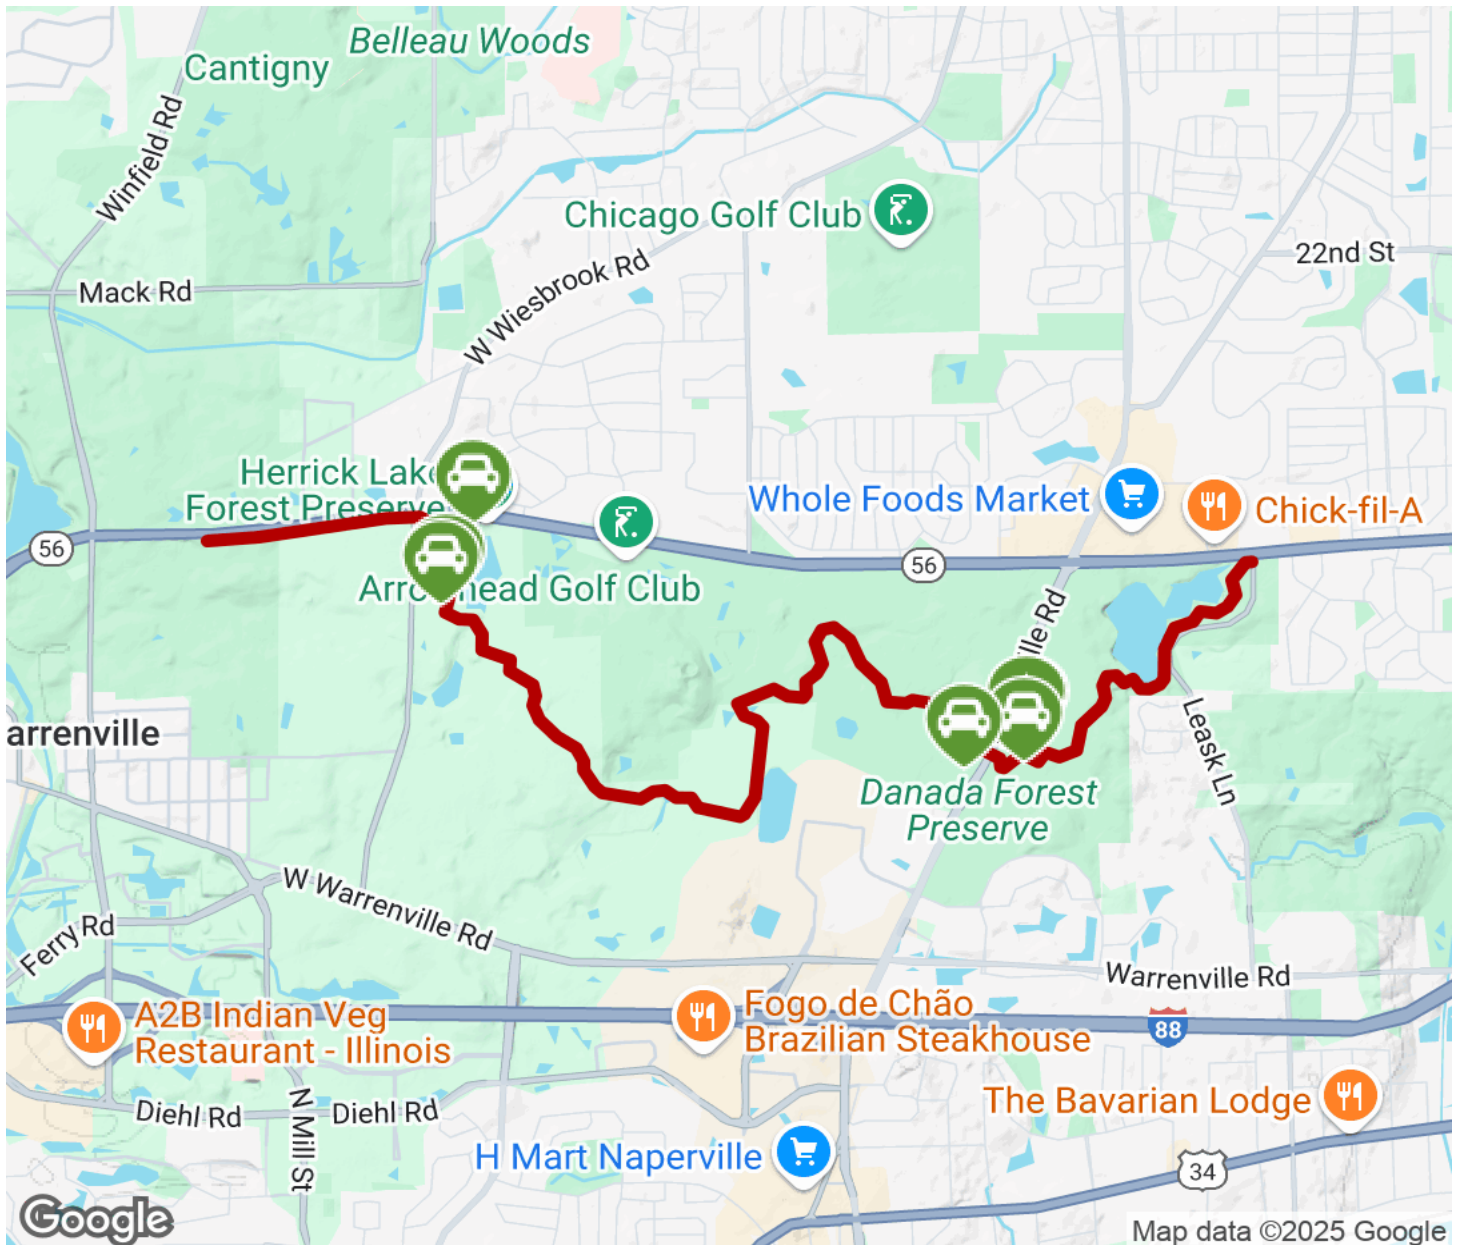 Belleau Woods
Cantigny
Winfield Rd
Chicago Golf Club
22nd St
Mack Rd
W Wiesbrook Rd
Herrick Lake
Forest Preserve
Whole Foods Market
Chick-fil-A
56
56
Arro head Golf Club
lle Rd
arrenville
Leask Ln
Danada Forest
Preserve
W Warrenville Rd
Ferry Rd
Warrenville Rd
A2B Indian Veg
Restaurant - Illinois
Fogo de Chão
Brazilian Steakhouse
88
The Bavarian Lodge
Diehl Rd
N Mill St
Diehl Rd
H Mart Naperville
34
Google
Map data ©2025 Google